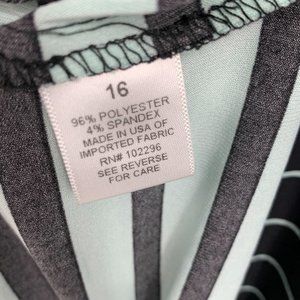 16
96% POLYESTER
4% SPANDEX
MADE IN USA OF
IMPORTED FABRIC
RN# 102296
SEE REVERSE
FOR CARE